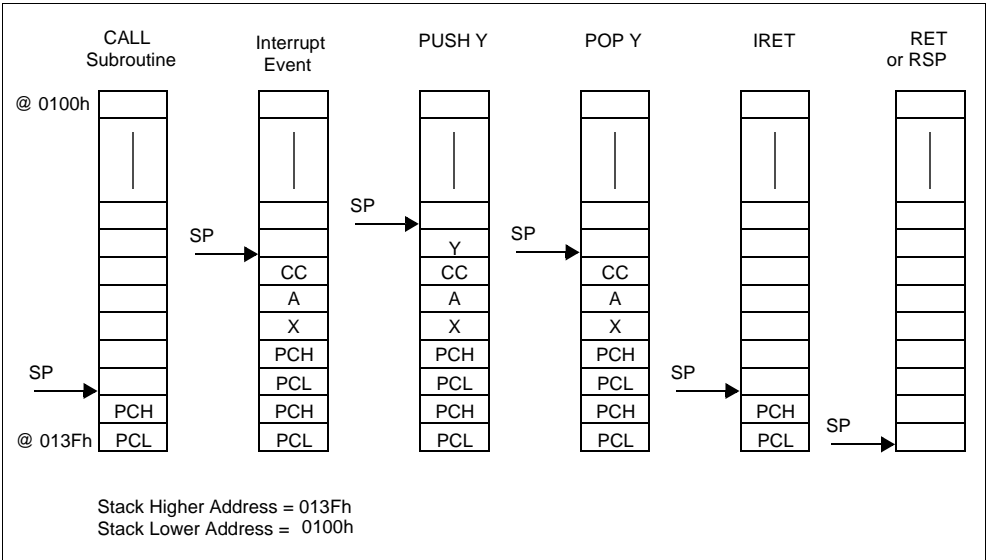 CALL
Subroutine
Interrupt
Event
PUSH Y
POP Y
IRET
RET
or RSP
@ 0100h
SP
SP
SP
Y
SP
CC
CC
CC
A
A
A
X
X
X
PCH
PCH
PCH
SP
PCL
PCL
PCL
SP
PCH
PCH
PCH
PCH
PCH
@ 013Fh
PCL
PCL
PCL
PCL
PCL
SP
Stack Higher Address = 013Fh
Stack Lower Address = 0100h